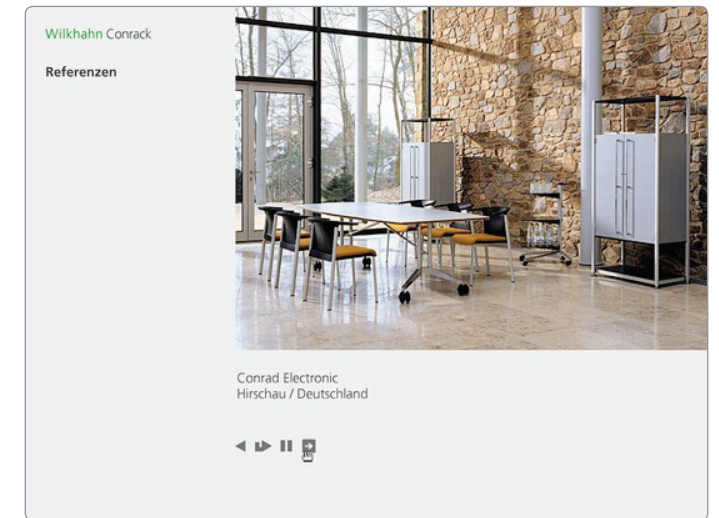 Wilkhahn Conrack
Referenzen
Conrad Electronic
Hirschau / Deutschland